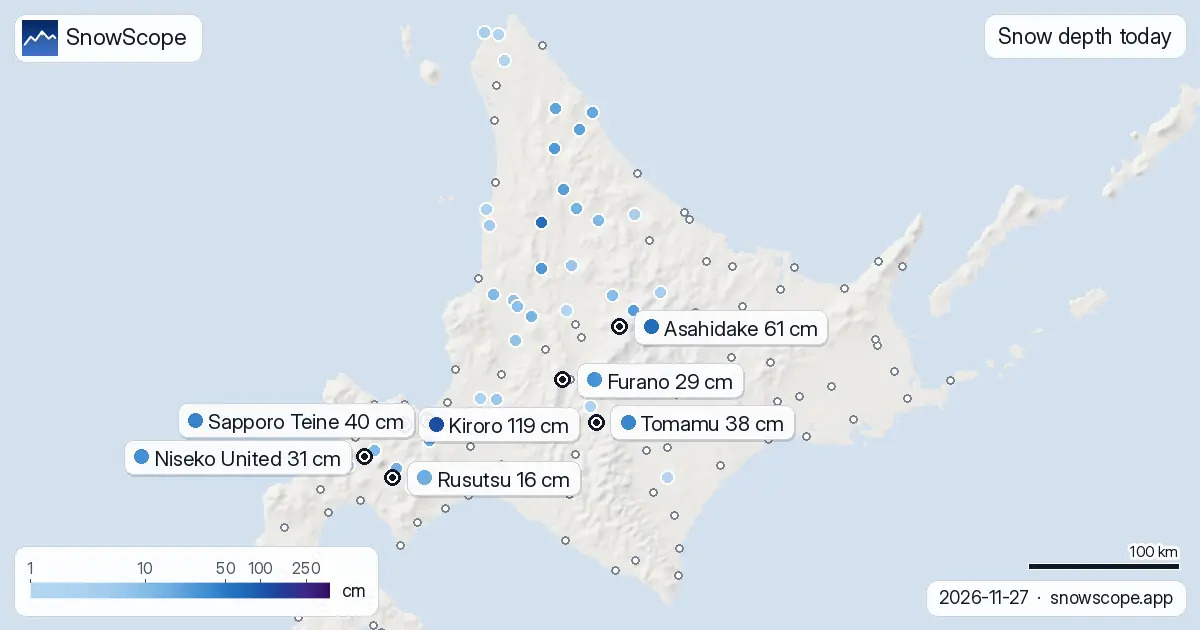 SnowScope
Snow depth today
Asahidake 61 cm
Furano 29 cm
Sapporo Teine 40 cm
Kiroro 119 cm
Tomamu 38 cm
Niseko United 31 cm
Rusutsu 16 cm
1 10 50 100 250
cm
100 km
2026-11-27 · snowscope.app